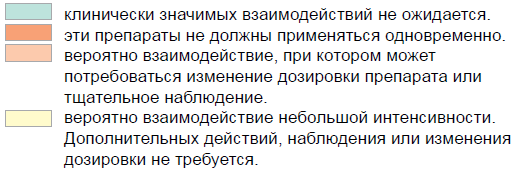 клинически значимых взаимодействий не ожидается.
эти препараты не должны применяться одновременно.
вероятно взаимодействие, при котором может
потребоваться изменение дозировки препарата или
тщательное наблюдение.
вероятно взаимодействие небольшой интенсивности.
Дополнительных действий, наблюдения или изменения
дозировки не требуется.